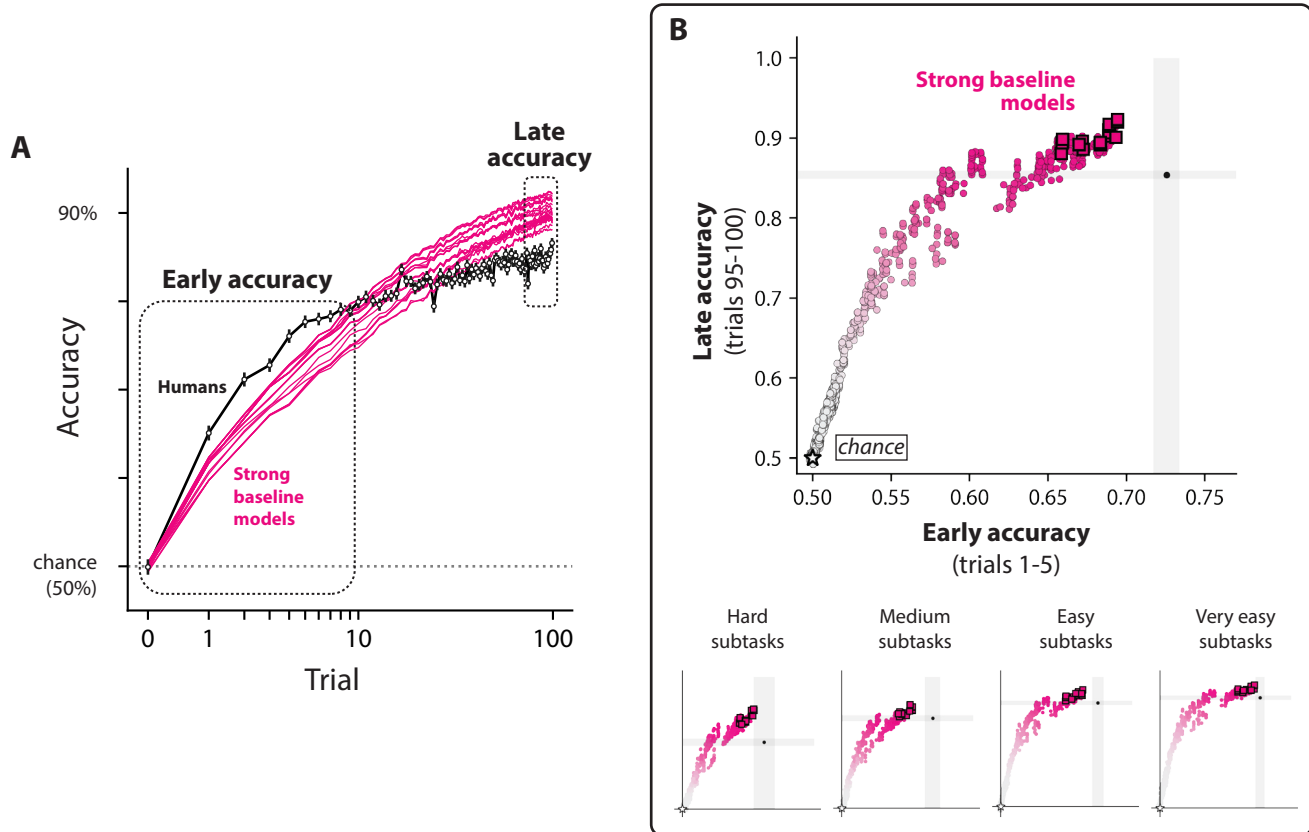 A
Late
accuracy
90%
Early accuracy
Accuracy
Humans
Strong
baseline
models
chance
(50%)
0
1
10
100
Trial
B
1.0
Strong baseline
models
0.9
0.8
0.7
0.6
0.5
Late accuracy
(trials 95-100)
chance
0.50
0.55
0.60
0.65
0.70
0.75
Early accuracy
(trials 1-5)
Hard
subtasks
Medium
subtasks
Easy
subtasks
Very easy
subtasks